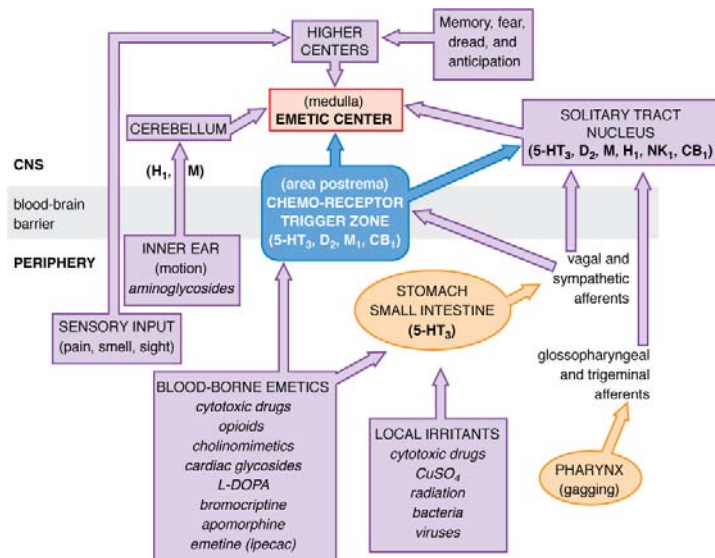 HIGHER
CENTERS
Memory, fear,
dread, and
anticipation
(medulla)
EMETIC CENTER
CEREBELLUM
SOLITARY TRACT
NUCLEUS
(5-HT₃, D₂, M, H₁, NK₁, CB₁)
CNS
(H₁, M)
(area postrema)
CHEMO-RECEPTOR
TRIGGER ZONE
(5-HT₃, D₂, M₁, CB₁)
blood-brain
barrier
PERIPHERY
INNER EAR
(motion)
aminoglycosides
vagal and
sympathetic
afferents
STOMACH
SMALL INTESTINE
(5-HT₃)
SENSORY INPUT
(pain, smell, sight)
glossopharyngeal
and trigeminal
afferents
BLOOD-BORNE EMETICS
cytotoxic drugs
opioids
cholinomimetics
cardiac glycosides
L-DOPA
bromocriptine
apomorphine
emetine (ipecac)
LOCAL IRRITANTS
cytotoxic drugs
CuSO₄
radiation
bacteria
viruses
PHARYNX
(gagging)